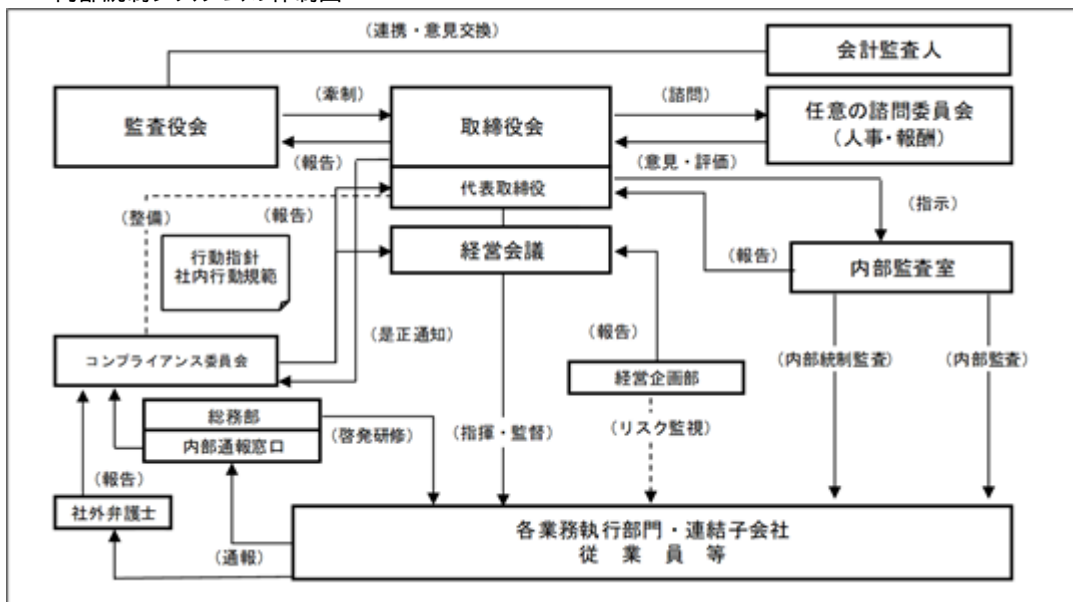 （連携・意見交換）
会計監査人
監査役会
（牽制）
取締役会
（諮問）
任意の諮問委員会
（人事・報酬）
（報告）
（意見・評価）
代表取締役
（整備）
（報告）
（指示）
行動指針
社内行動規範
経営会議
（報告）
内部監査室
（是正通知）
（報告）
コンプライアンス委員会
経営企画部
（内部統制監査）
（内部監査）
総務部
内部通報窓口
（啓発研修）
（指揮・監督）
（リスク監視）
（報告）
社外弁護士
各業務執行部門・連結子会社
従業員等
（通報）